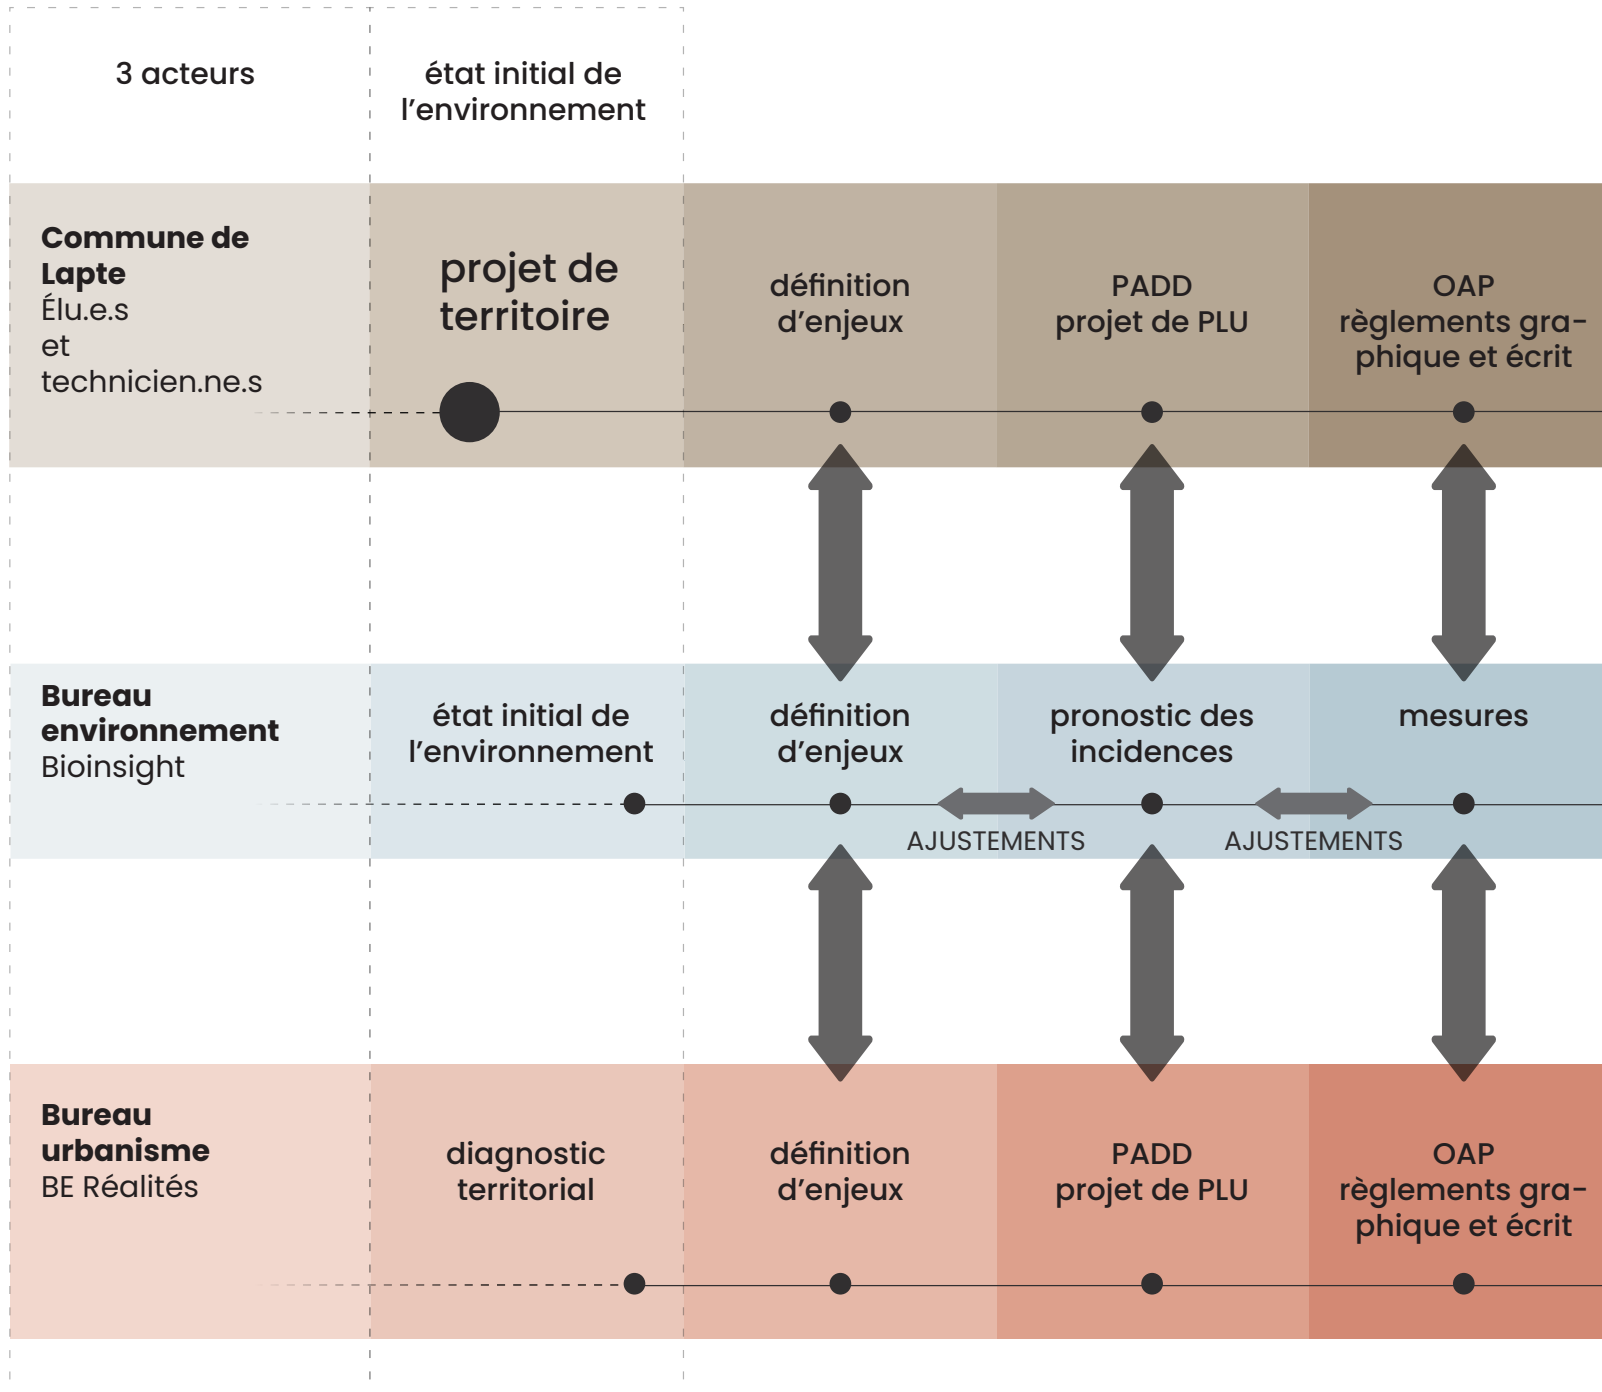 3 acteurs
état initial de
l'environnement
Commune de
Lapte
Élu.e.s
et
technicien.ne.s
projet de
territoire
définition
d'enjeux
PADD
projet de PLU
OAP
règlements gra-
phique et écrit
Bureau
environnement
Bioinsight
état initial de
l'environnement
définition
d'enjeux
pronostic des
incidences
mesures
AJUSTEMENTS
AJUSTEMENTS
Bureau
urbanisme
BE Réalités
diagnostic
territorial
définition
d'enjeux
PADD
projet de PLU
OAP
règlements gra-
phique et écrit